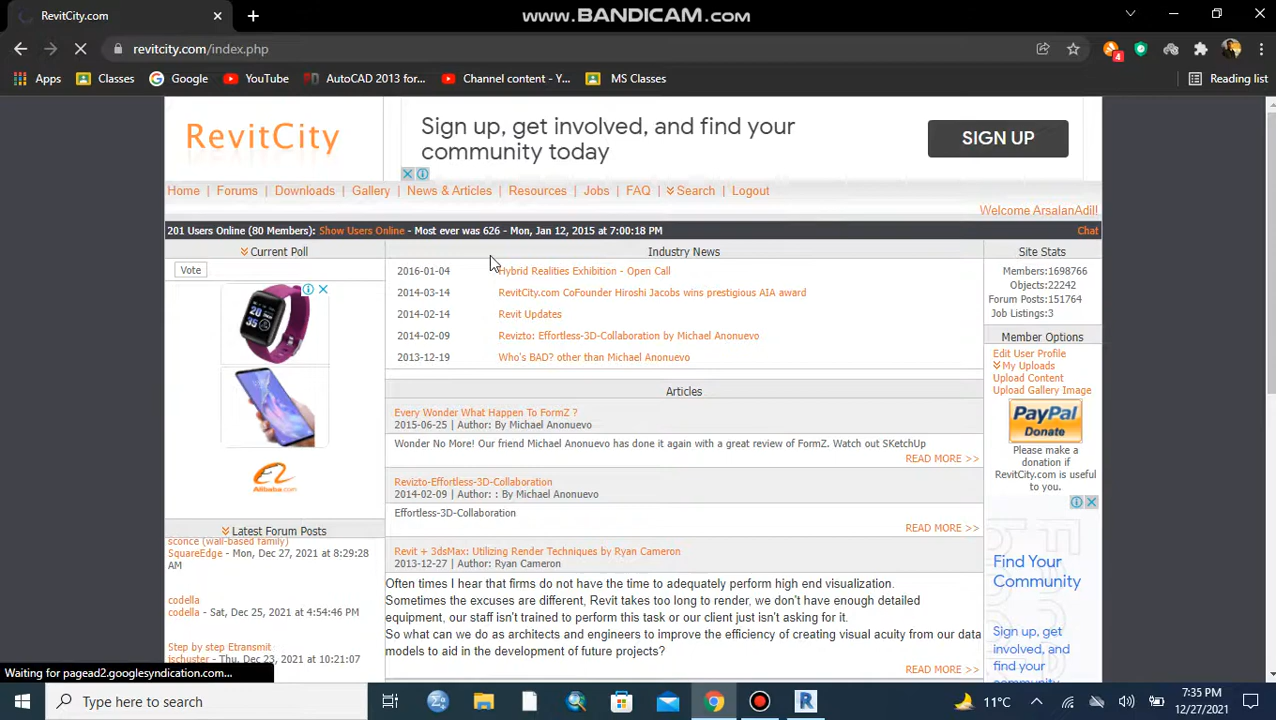 RevitCity.com
www.BANDICAM.com
revitcity.com/index.php
4
Apps
Classes
Google
YouTube
AutoCAD 2013 for...
Channel content - Y...
MS Classes
Reading list
RevitCity
Sign up, get involved, and find your
community today
SIGN UP
Home | Forums | Downloads | Gallery | News & Articles | Resources | Jobs | FAQ | Search | Logout
Welcome ArsalanAdil!
201 Users Online (80 Members): Show Users Online - Most ever was 626 - Mon, Jan 12, 2015 at 7:00:18 PM
Chat
Current Poll
Vote
Alibaba.com
Latest Forum Posts
sconce (wall-based family)
SquareEdge - Mon, Dec 27, 2021 at 8:29:28
AM
codella
codella - Sat, Dec 25, 2021 at 4:54:46 PM
Step by step Etransmit
jschuster - Thu, Dec 23, 2021 at 10:21:07
Industry News
2016-01-04 Hybrid Realities Exhibition - Open Call
2014-03-14 RevitCity.com CoFounder Hiroshi Jacobs wins prestigious AIA award
2014-02-14 Revit Updates
2014-02-09 Revizto: Effortless-3D-Collaboration by Michael Anonuevo
2013-12-19 Who's BAD? other than Michael Anonuevo
Articles
Every Wonder What Happen To FormZ ?
2015-06-25 | Author: By Michael Anonuevo
Wonder No More! Our friend Michael Anonuevo has done it again with a great review of FormZ. Watch out SKetchUp
READ MORE >>
Revizto-Effortless-3D-Collaboration
2014-02-09 | Author: : By Michael Anonuevo
Effortless-3D-Collaboration
READ MORE >>
Revit + 3dsMax: Utilizing Render Techniques by Ryan Cameron
2013-12-27 | Author: Ryan Cameron
Often times I hear that firms do not have the time to adequately perform high end visualization.
Sometimes the excuses are different, Revit takes too long to render, we don't have enough detailed
equipment, our staff isn't trained to perform this task or our client just isn't asking for it.
So what can we do as architects and engineers to improve the efficiency of creating visual acuity from our data
models to aid in the development of future projects?
READ MORE >>
Site Stats
Members:1698766
Objects:22242
Forum Posts:151764
Job Listings:3
Member Options
Edit User Profile
My Uploads
Upload Content
Upload Gallery Image
PayPal
Donate
Please make a
donation if
RevitCity.com is useful
to you.
Find Your
Community
Sign up, get
involved, and
find your
Waiting for pagead2.googlesyndication.com...
Type here to search
11°C
7:35 PM
12/27/2021